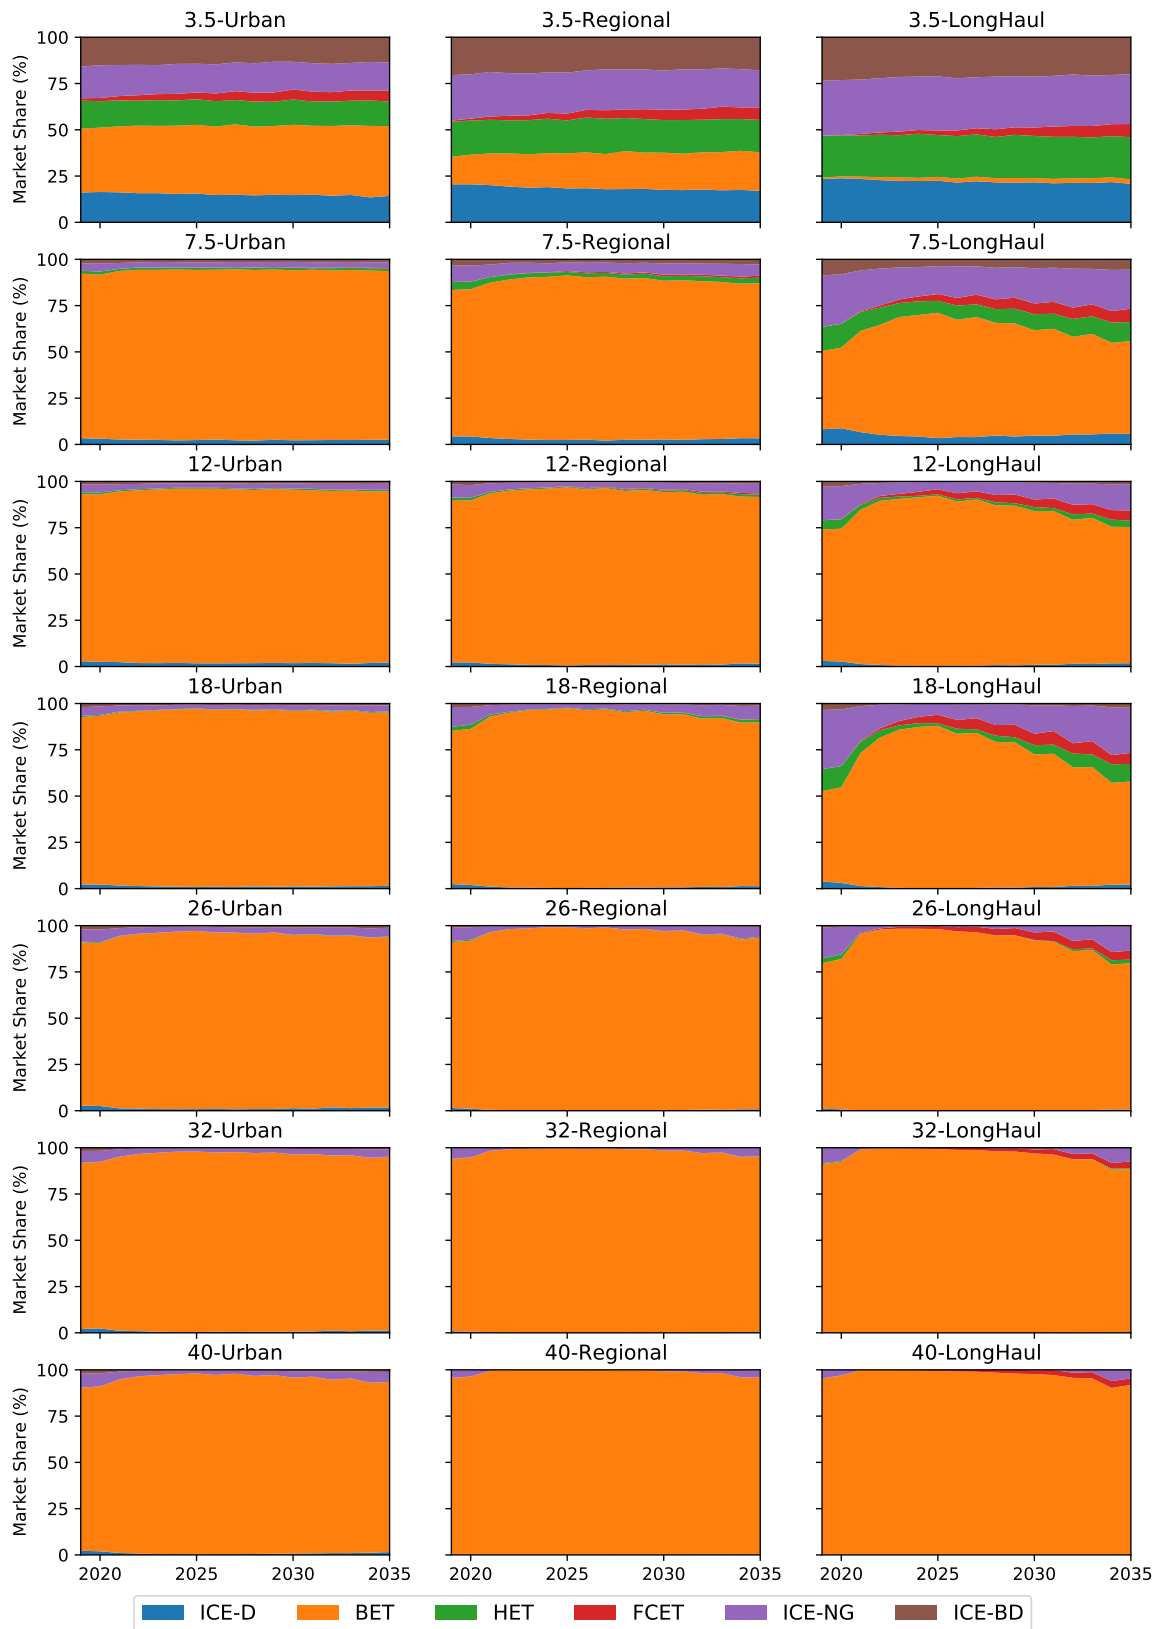 3.5-Urban 3.5-Regional 3.5-LongHaul
Market Share (%)
100
75
50
25
0
7.5-Urban 7.5-Regional 7.5-LongHaul
Market Share (%)
100
75
50
25
0
12-Urban 12-Regional 12-LongHaul
Market Share (%)
100
75
50
25
0
18-Urban 18-Regional 18-LongHaul
Market Share (%)
100
75
50
25
0
26-Urban 26-Regional 26-LongHaul
Market Share (%)
100
75
50
25
0
32-Urban 32-Regional 32-LongHaul
Market Share (%)
100
75
50
25
0
40-Urban 40-Regional 40-LongHaul
Market Share (%)
100
75
50
25
0
2020 2025 2030 2035 2020 2025 2030 2035 2020 2025 2030 2035
ICE-D BET HET FCET ICE-NG ICE-BD